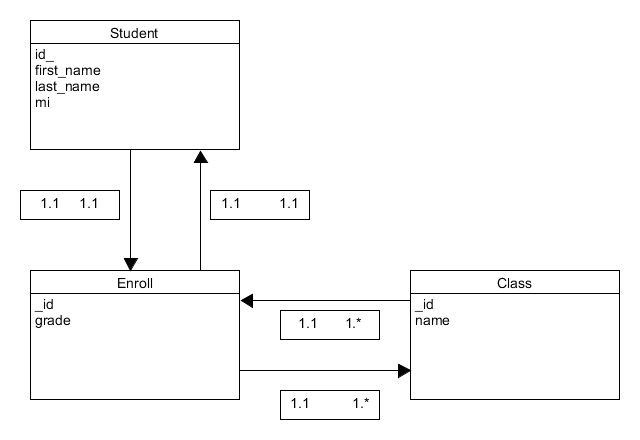 Student
id_
first_name
last_name
mi
1.1 1.1
1.1 1.1
Enroll
_id
grade
Class
_id
name
1.1 1.*
1.1 1.*